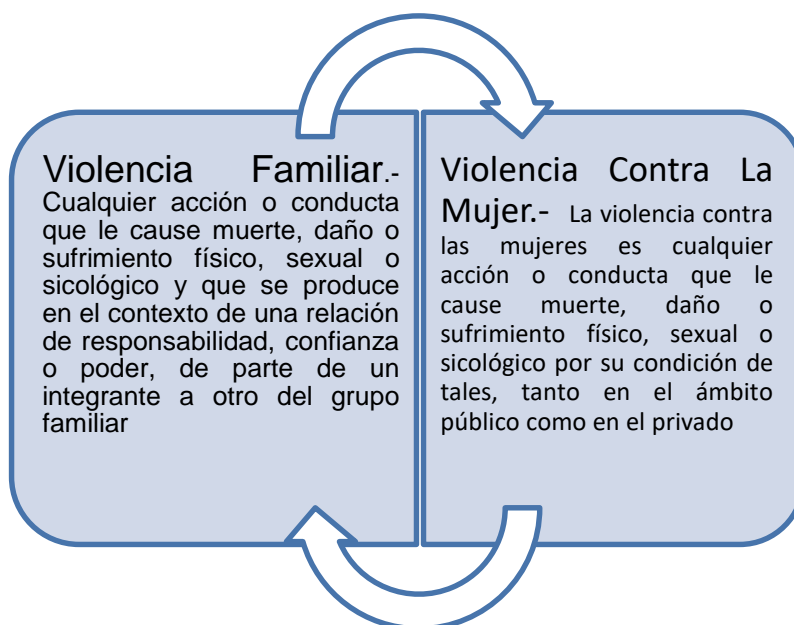 Violencia Familiar.-
Cualquier acción o conducta
que le cause muerte, daño o
sufrimiento físico, sexual o
sicológico y que se produce
en el contexto de una relación
de responsabilidad, confianza
o poder, de parte de un
integrante a otro del grupo
familiar
Violencia Contra La
Mujer.- La violencia contra
las mujeres es cualquier
acción o conducta que le
cause muerte, daño o
sufrimiento físico, sexual o
sicológico por su condición de
tales, tanto en el ámbito
público como en el privado